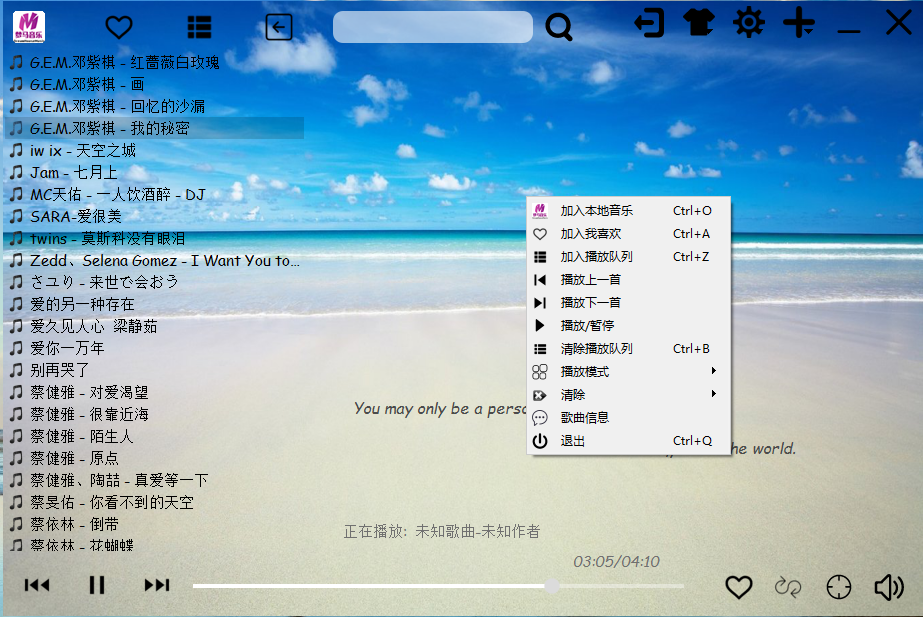 梦马音乐
G.E.M.邓紫棋 - 红蔷薇白玫瑰
G.E.M.邓紫棋 - 画
G.E.M.邓紫棋 - 回忆的沙漏
G.E.M.邓紫棋 - 我的秘密
iw ix - 天空之城
Jam - 七月上
MC天佑 - 一人饮酒醉 - DJ
SARA-爱很美
twins - 莫斯科没有眼泪
Zedd、Selena Gomez - I Want You to...
さユり - 来世で会おう
爱的另一种存在
爱久见人心 梁静茹
爱你一万年
别再哭了
蔡健雅 - 对爱渴望
蔡健雅 - 很靠近海
蔡健雅 - 陌生人
蔡健雅 - 原点
蔡健雅、陶喆 - 真爱等一下
蔡旻佑 - 你看不到的天空
蔡依林 - 倒带
蔡依林 - 花蝴蝶
加入本地音乐 Ctrl+O
加入我喜欢 Ctrl+A
加入播放队列 Ctrl+Z
播放上一首
播放下一首
播放/暂停
清除播放队列 Ctrl+B
播放模式
清除
歌曲信息
退出 Ctrl+Q
You may only be a perso
he world.
正在播放: 未知歌曲-未知作者
03:05/04:10